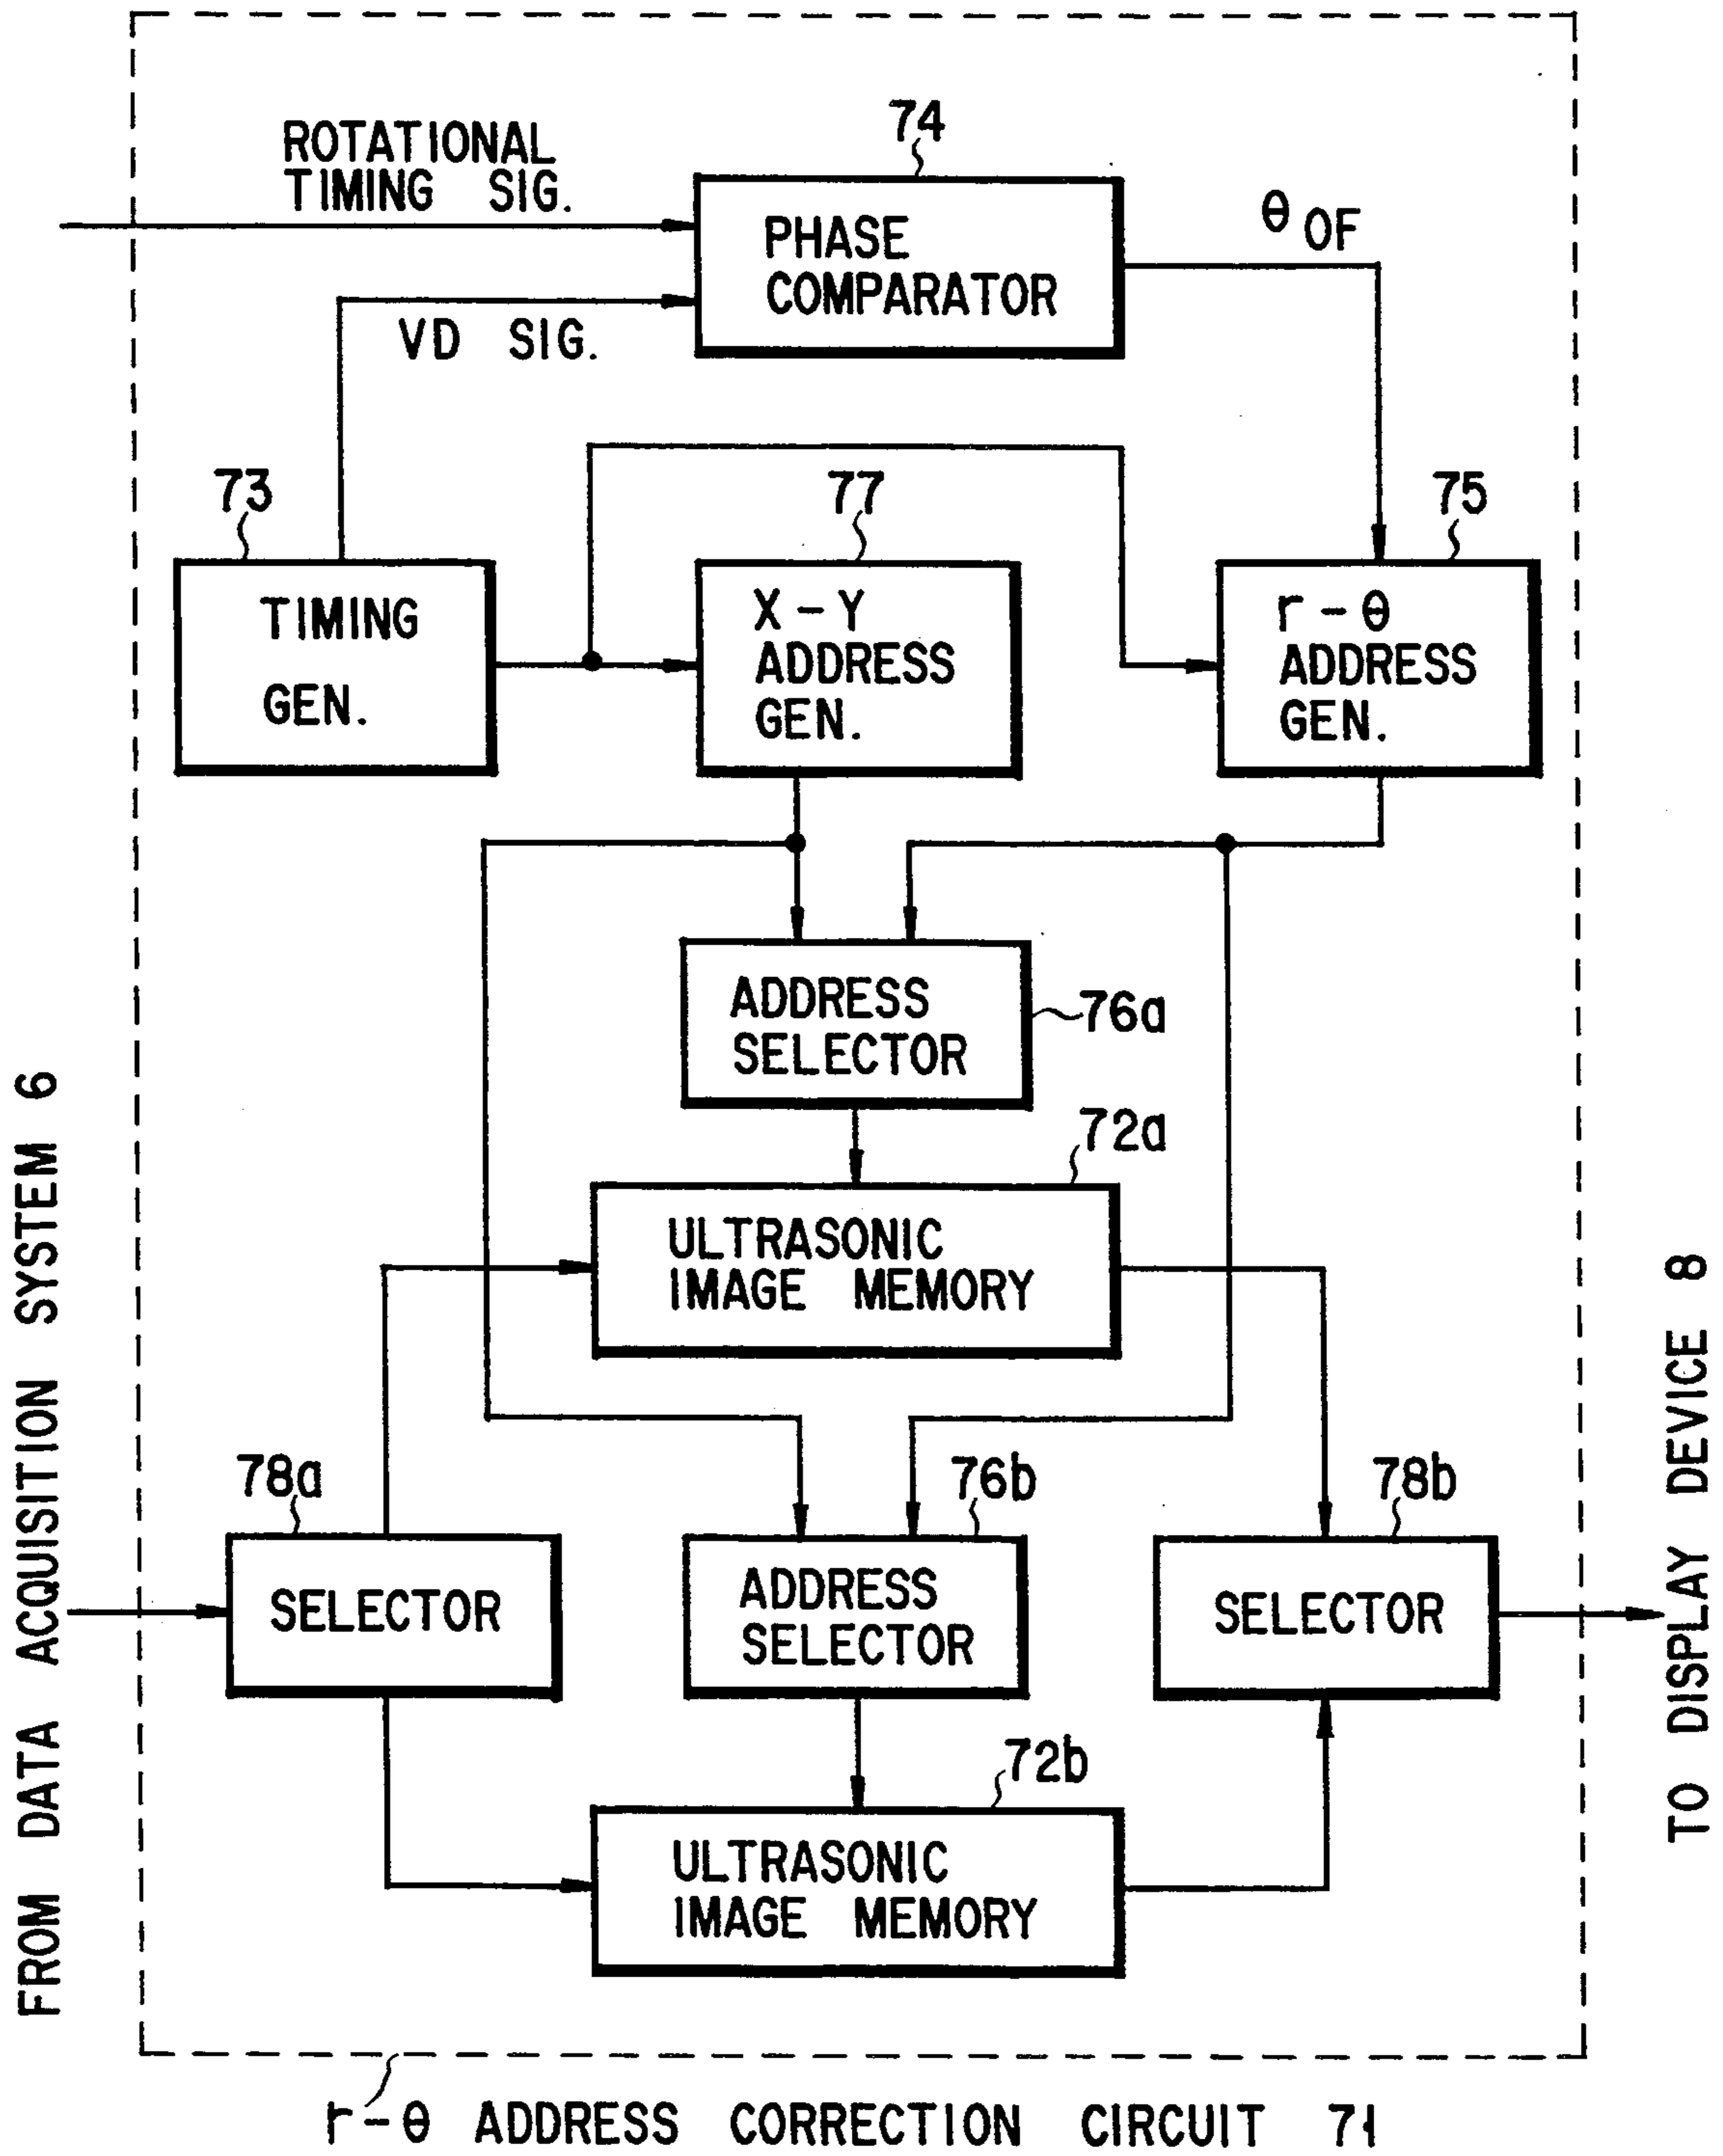 74
ROTATIONAL
TIMING SIG.
PHASE
COMPARATOR
θ OF
VD SIG.
73
77
75
TIMING
GEN.
X-Y
ADDRESS
GEN.
r-θ
ADDRESS
GEN.
ADDRESS
SELECTOR
76a
72a
ULTRASONIC
IMAGE MEMORY
FROM DATA ACQUISITION SYSTEM 6
TO DISPLAY DEVICE 8
78a
76b
78b
SELECTOR
ADDRESS
SELECTOR
SELECTOR
72b
ULTRASONIC
IMAGE MEMORY
r-θ ADDRESS CORRECTION CIRCUIT 71